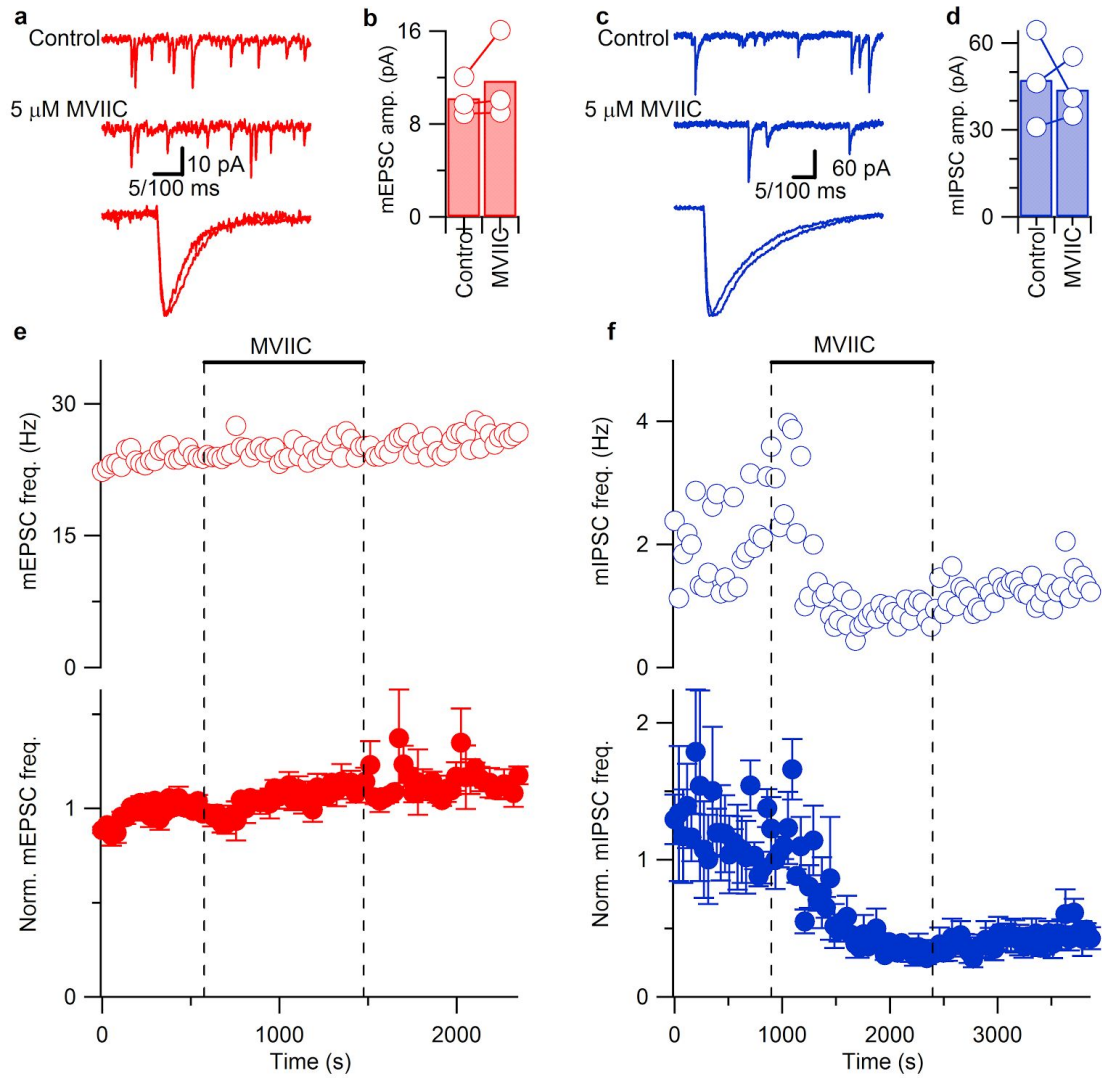 a
Control
5 μM MVIIC
10 pA
5/100 ms
b
mEPSC amp. (pA)
16
8
0
Control
MVIIC
c
Control
5 μM MVIIC
60 pA
5/100 ms
d
mIPSC amp. (pA)
60
30
0
Control
MVIIC
e
MVIIC
mEPSC freq. (Hz)
30
15
0
Norm. mEPSC freq.
1
0
0
1000
2000
Time (s)
f
MVIIC
mIPSC freq. (Hz)
4
2
0
Norm. mIPSC freq.
2
1
0
0
1000
2000
3000
Time (s)